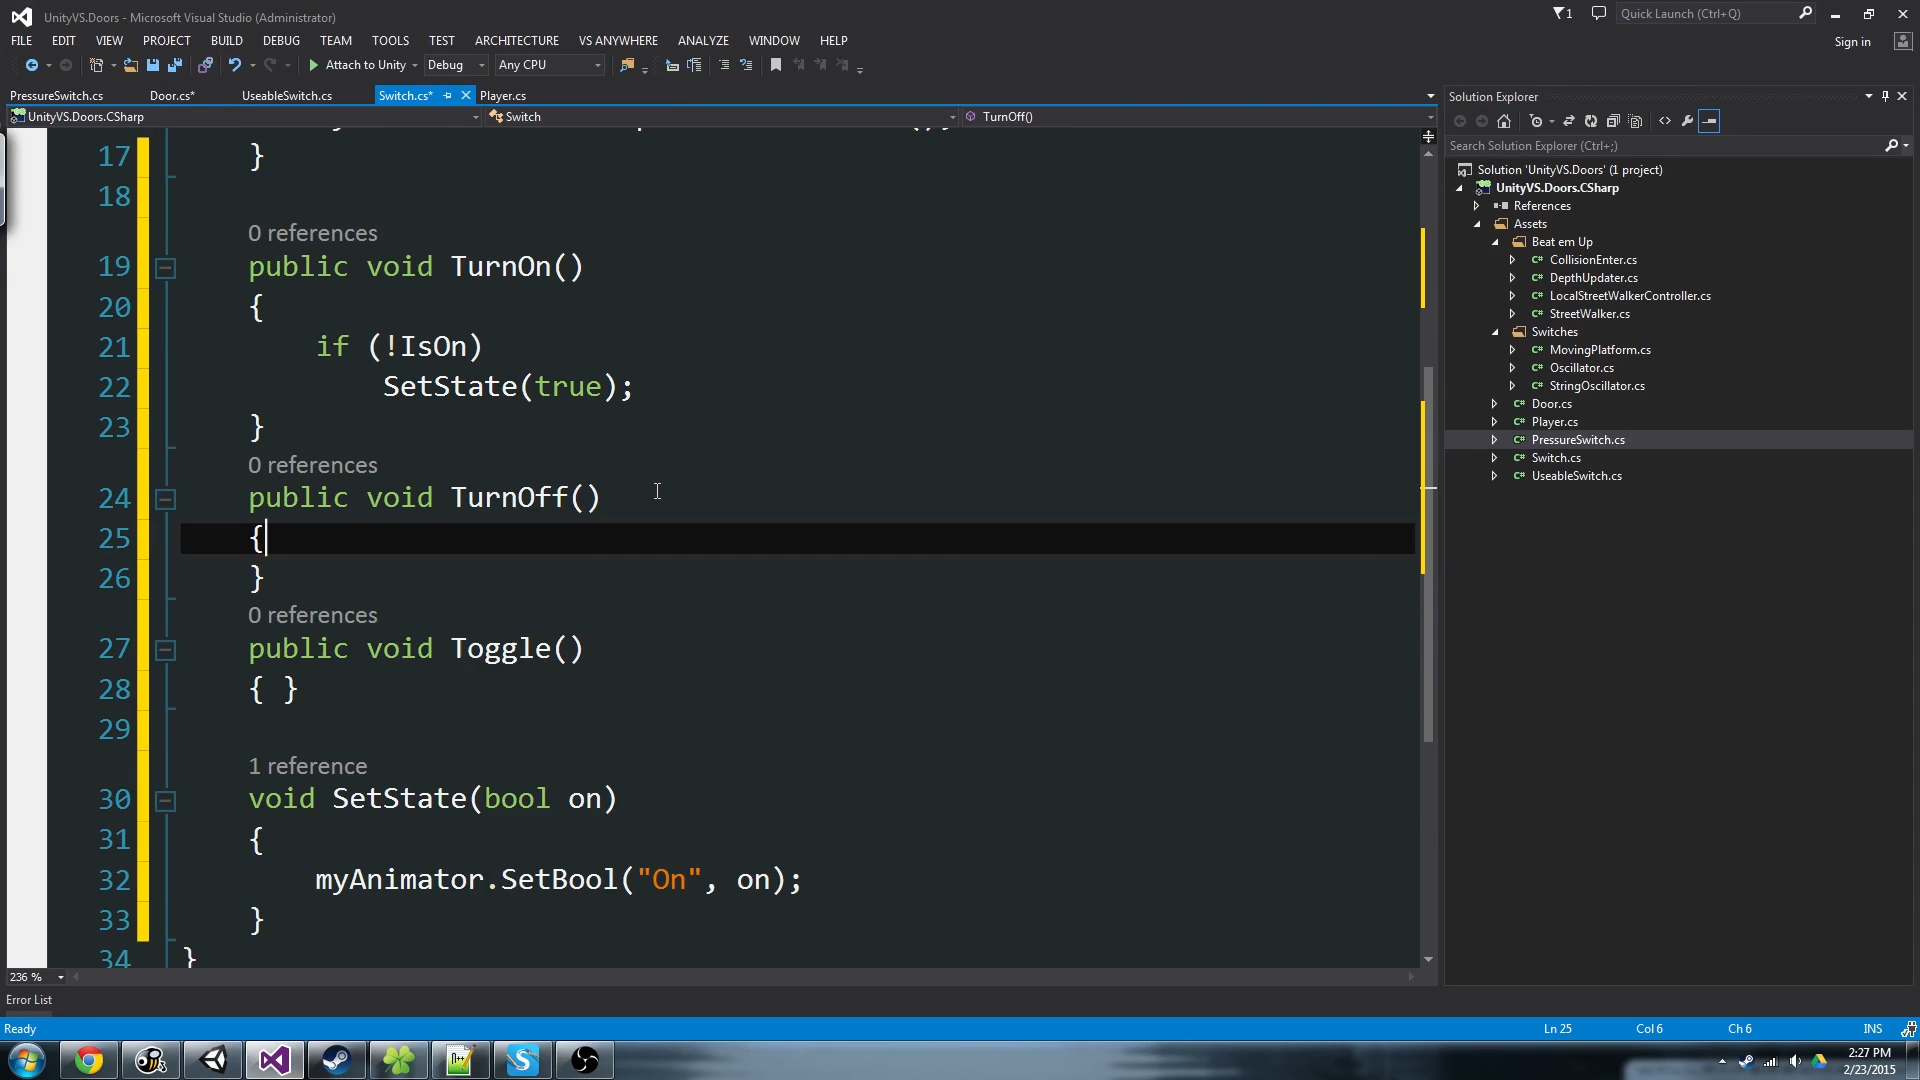 UnityVS.Doors - Microsoft Visual Studio (Administrator)
1
Quick Launch (Ctrl+Q)
FILE EDIT VIEW PROJECT BUILD DEBUG TEAM TOOLS TEST ARCHITECTURE VS ANYWHERE ANALYZE WINDOW HELP
Sign in
Attach to Unity Debug Any CPU
PressureSwitch.cs Door.cs* UseableSwitch.cs Switch.cs* Player.cs
UnityVS.Doors.CSharp Switch TurnOff()
17 }
18
0 references
19 public void TurnOn()
20 {
21 if (!IsOn)
22 SetState(true);
23 }
0 references
24 public void TurnOff()
25 {
26 }
0 references
27 public void Toggle()
28 { }
29
1 reference
30 void SetState(bool on)
31 {
32 myAnimator.SetBool("On", on);
33 }
34 }
236 %
Error List
Solution Explorer
Search Solution Explorer (Ctrl+;)
Solution 'UnityVS.Doors' (1 project)
UnityVS.Doors.CSharp
References
Assets
Beat em Up
CollisionEnter.cs
DepthUpdater.cs
LocalStreetWalkerController.cs
StreetWalker.cs
Switches
MovingPlatform.cs
Oscillator.cs
StringOscillator.cs
Door.cs
Player.cs
PressureSwitch.cs
Switch.cs
UseableSwitch.cs
Ready Ln 25 Col 6 Ch 6 INS
2:27 PM
2/23/2015